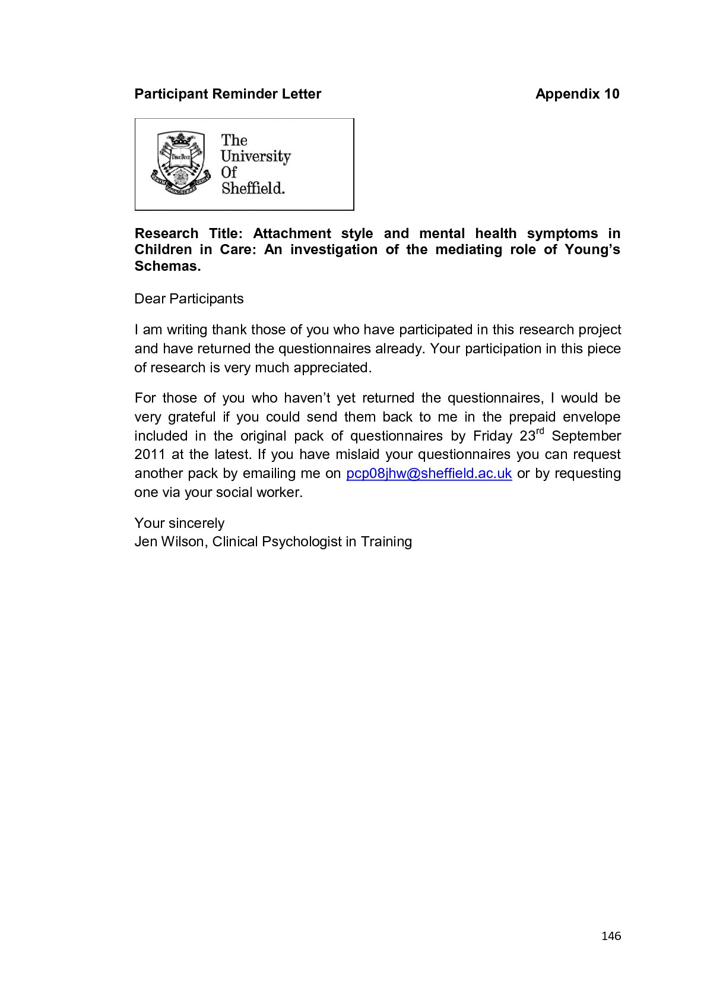 Participant Reminder Letter Appendix 10
Disce Doce
RERVM COGNOSCERE CAVSAS
The
University
Of
Sheffield.
Research Title: Attachment style and mental health symptoms in
Children in Care: An investigation of the mediating role of Young’s
Schemas.
Dear Participants
I am writing thank those of you who have participated in this research project
and have returned the questionnaires already. Your participation in this piece
of research is very much appreciated.
For those of you who haven’t yet returned the questionnaires, I would be
very grateful if you could send them back to me in the prepaid envelope
included in the original pack of questionnaires by Friday 23rd September
2011 at the latest. If you have mislaid your questionnaires you can request
another pack by emailing me on pcp08jhw@sheffield.ac.uk or by requesting
one via your social worker.
Your sincerely
Jen Wilson, Clinical Psychologist in Training
146